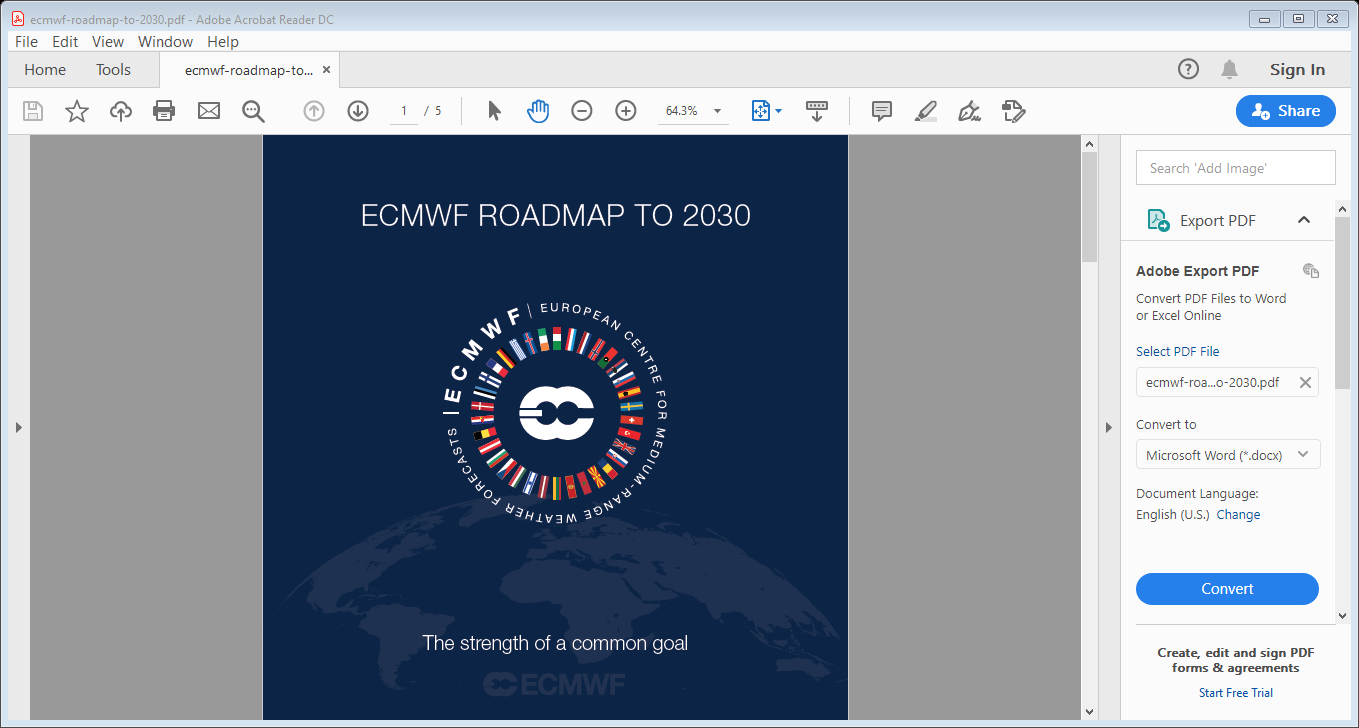 ecmwf-roadmap-to-2030.pdf - Adobe Acrobat Reader DC
File Edit View Window Help
Home Tools ecmwf-roadmap-to... × Sign In
1 / 5 64.3% Share
ECMWF ROADMAP TO 2030
ECMWF | EUROPEAN CENTRE FOR MEDIUM-RANGE WEATHER FORECASTS |
The strength of a common goal
ECMWF
Search 'Add Image'
Export PDF
Adobe Export PDF
Convert PDF Files to Word
or Excel Online
Select PDF File
ecmwf-roa...o-2030.pdf
Convert to
Microsoft Word (*.docx)
Document Language:
English (U.S.) Change
Convert
Create, edit and sign PDF
forms & agreements
Start Free Trial